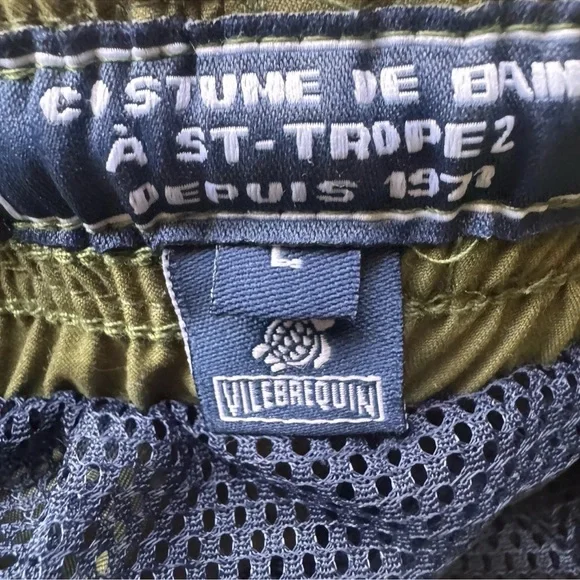 COSTUME DE BAIN
À ST-TROPEZ
DEPUIS 1971
L
VILEBREQUIN